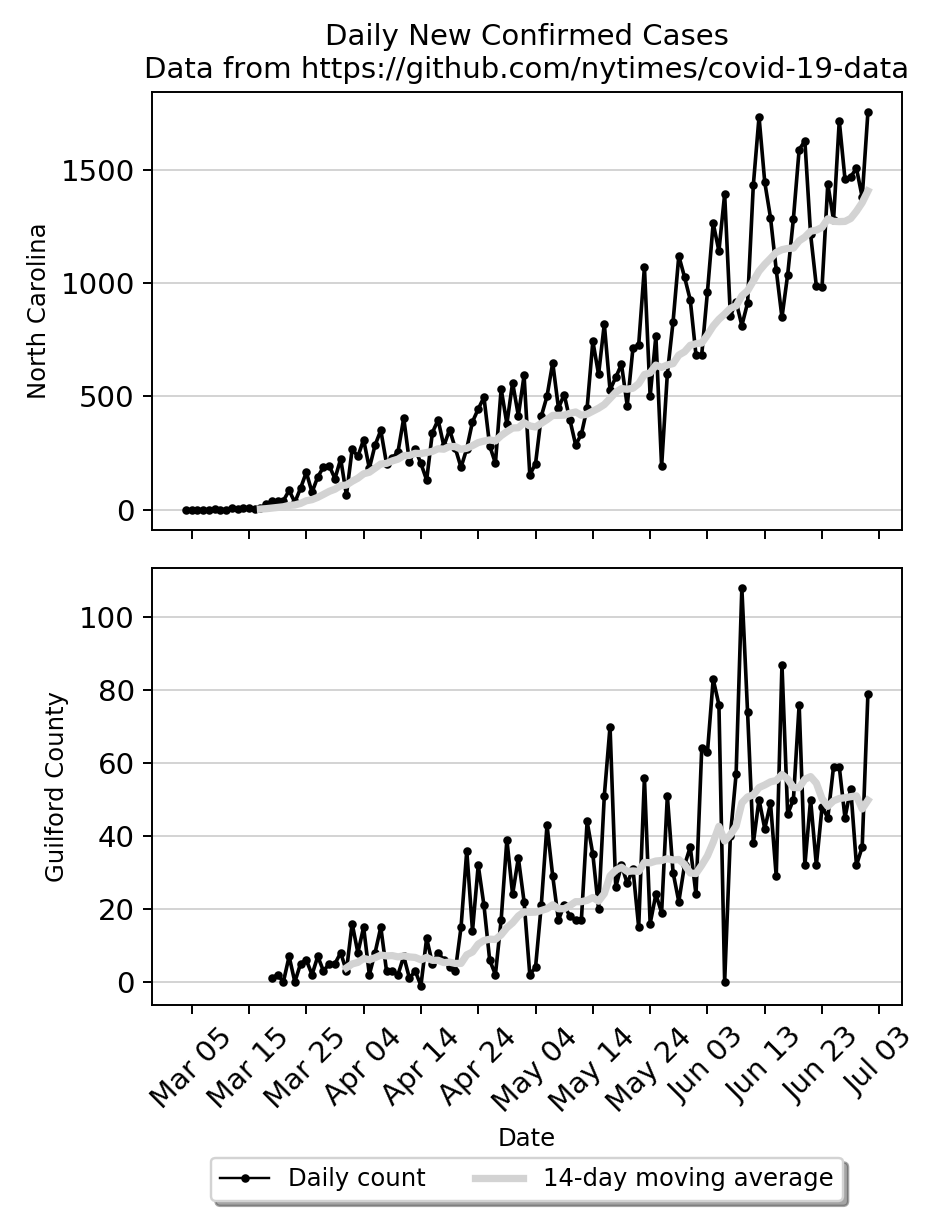 Daily New Confirmed Cases
Data from https://github.com/nytimes/covid-19-data
North Carolina
1500
1000
500
0
Guilford County
100
80
60
40
20
0
Mar 05
Mar 15
Mar 25
Apr 04
Apr 14
Apr 24
May 04
May 14
May 24
Jun 03
Jun 13
Jun 23
Jul 03
Date
Daily count
14-day moving average